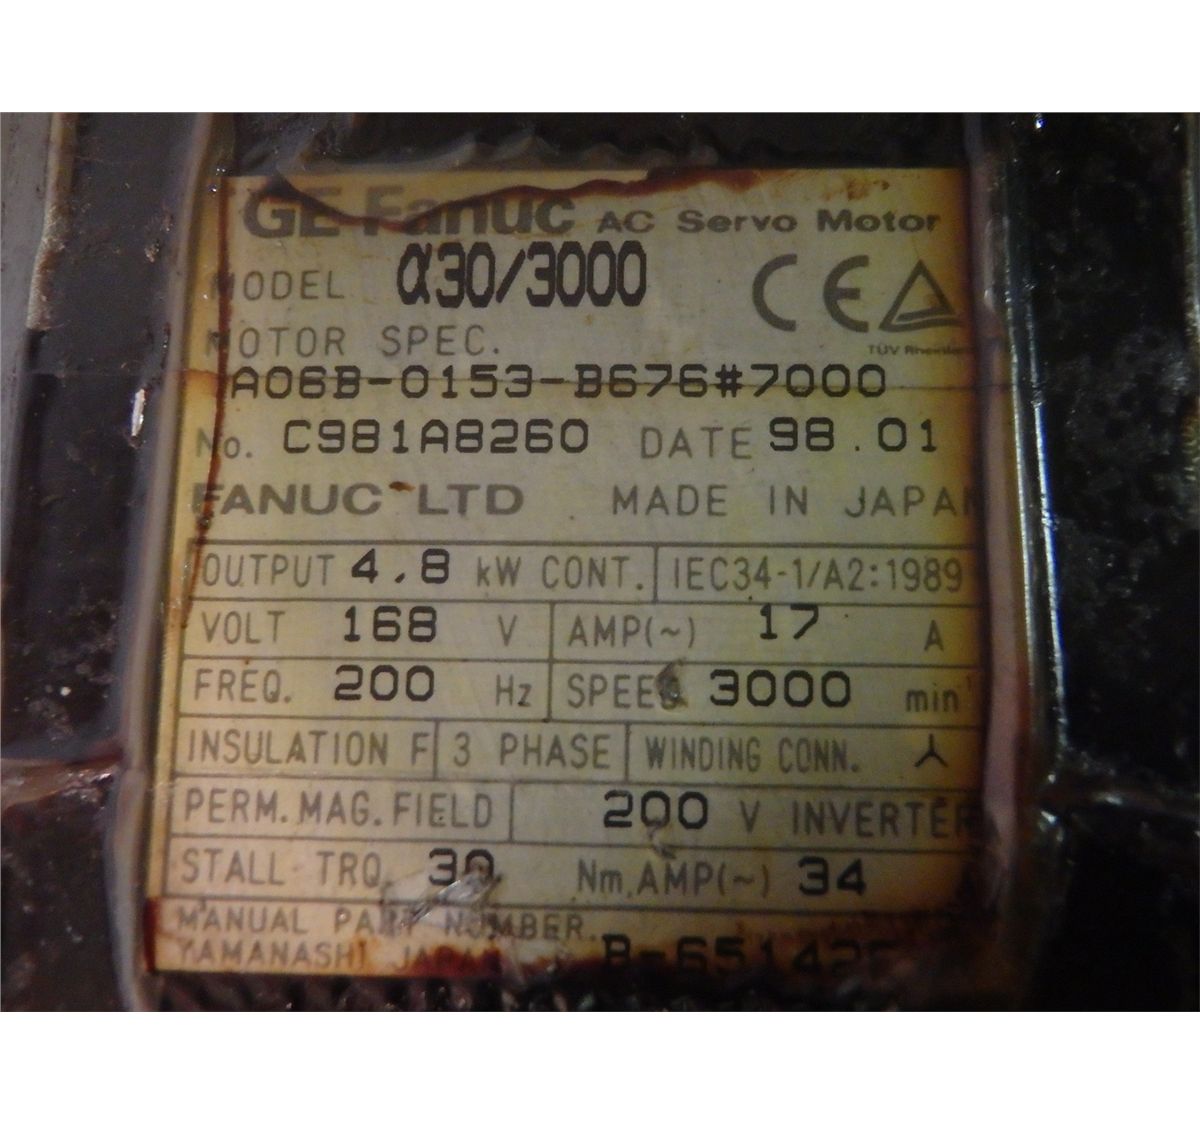 GE Fanuc AC Servo Motor
MODEL α30/3000
CE
TÜV Rheinland
MOTOR SPEC.
A06B-0153-B676#7000
No. C981A8260 DATE 98.01
FANUC LTD MADE IN JAPAN
OUTPUT 4.8 kW CONT. IEC34-1/A2:1989
VOLT 168 V AMP(~) 17 A
FREQ. 200 Hz SPEED 3000 min
INSULATION F 3 PHASE WINDING CONN.
PERM. MAG. FIELD 200 V INVERTER
STALL TRQ. 30 Nm. AMP(~) 34
MANUAL PART NUMBER.
YAMANASHI JAPAN